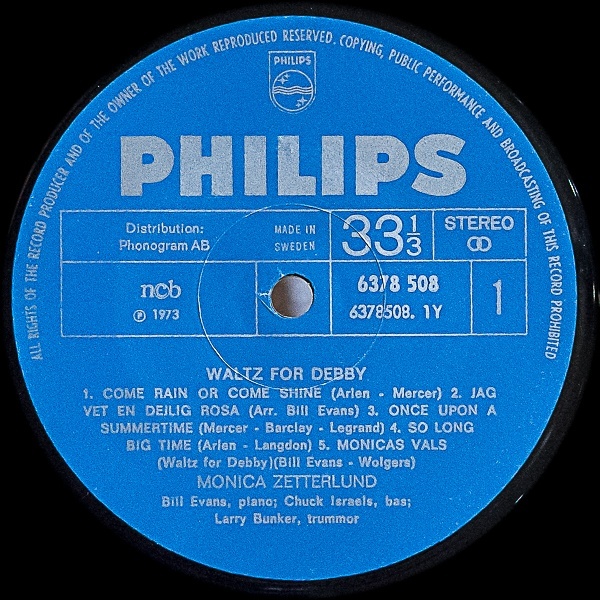 ALL RIGHTS OF THE RECORD PRODUCER AND OF THE OWNER OF THE WORK REPRODUCED RESERVED. COPYING, PUBLIC PERFORMANCE AND BROADCASTING OF THIS RECORD PROHIBITED
PHILIPS
PHILIPS
Distribution:
Phonogram AB
MADE IN
SWEDEN
33 1/3
STEREO
ncb
℗ 1973
6378 508
6378508. 1Y
1
WALTZ FOR DEBBY
1. COME RAIN OR COME SHINE (Arlen - Mercer) 2. JAG
VET EN DEJLIG ROSA (Arr. Bill Evans) 3. ONCE UPON A
SUMMERTIME (Mercer - Barclay - Legrand) 4. SO LONG
BIG TIME (Arlen - Langdon) 5. MONICAS VALS
(Waltz for Debby)(Bill Evans - Wolgers)
MONICA ZETTERLUND
Bill Evans, piano; Chuck Israels, bas;
Larry Bunker, trummor